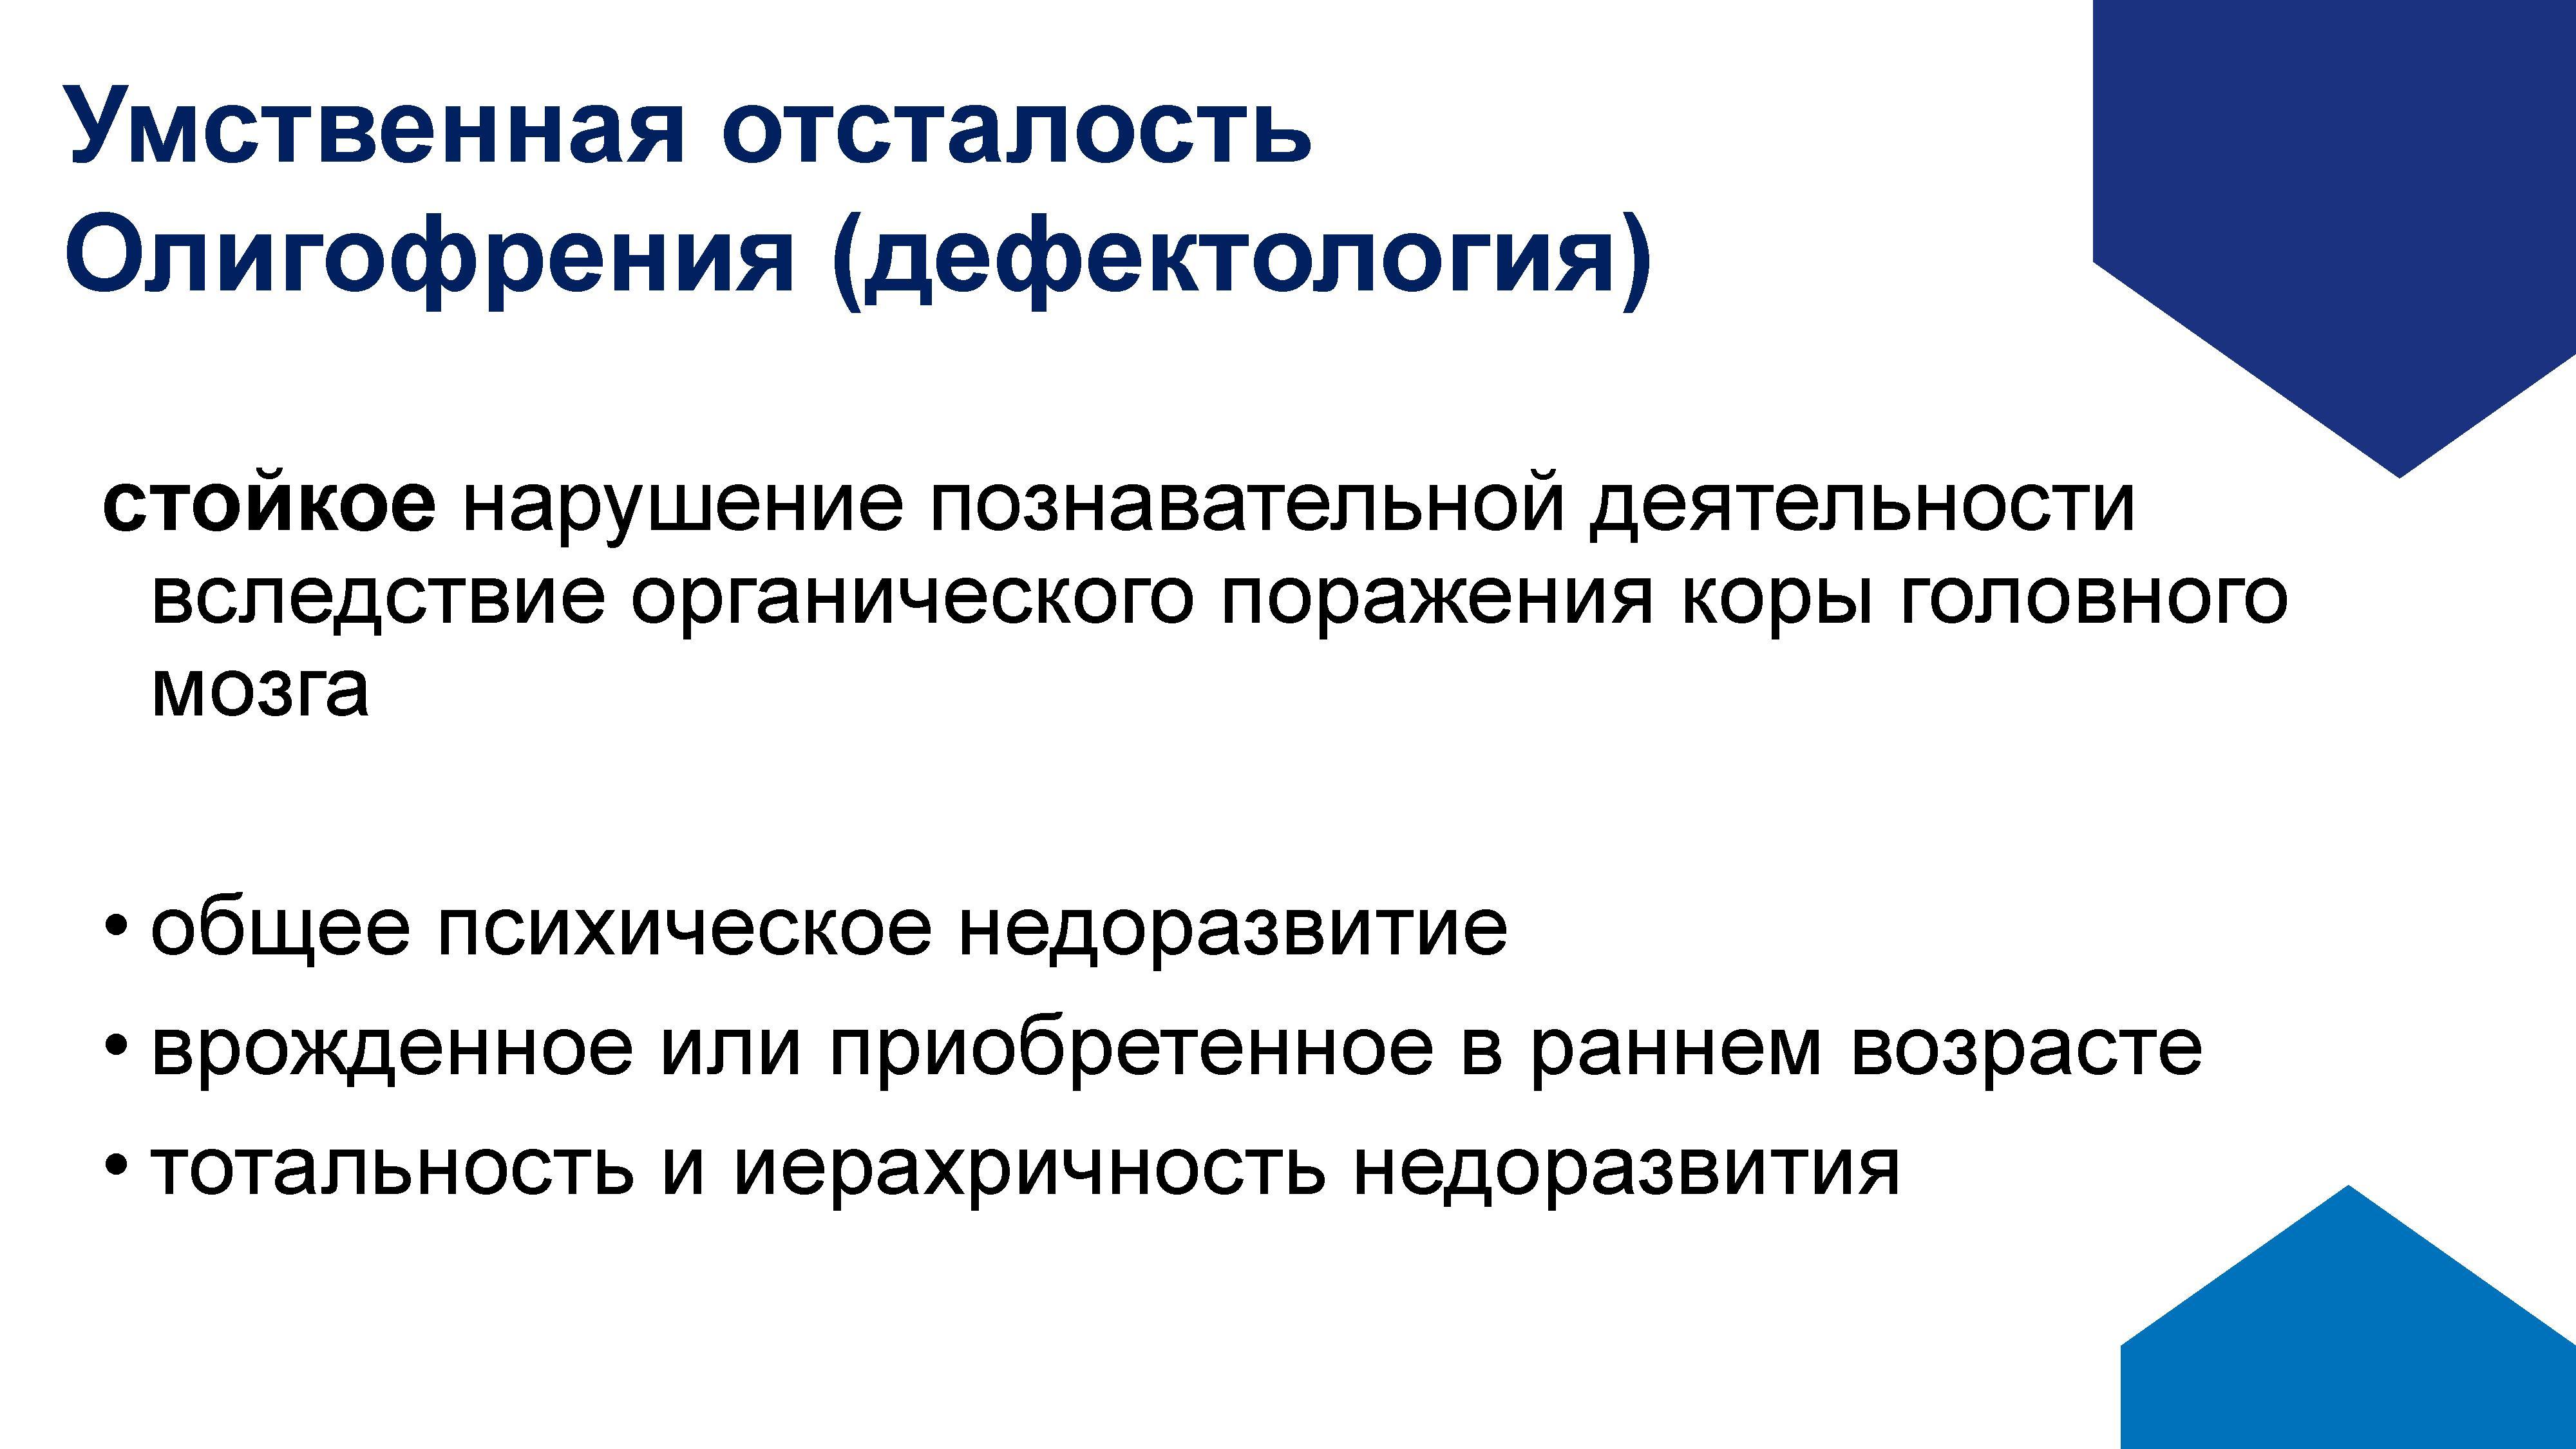 Умственная отсталость
Олигофрения (дефектология)
стойкое нарушение познавательной деятельности
вследствие органического поражения коры головного
мозга
• общее психическое недоразвитие
• врожденное или приобретенное в раннем возрасте
• тотальность и иерахричность недоразвития